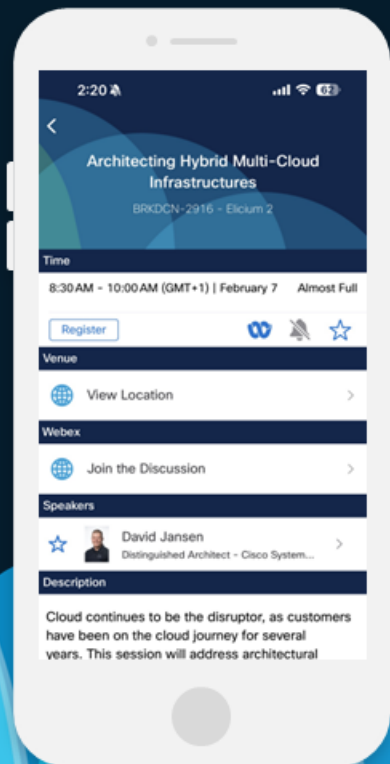 2:20
62
Architecting Hybrid Multi-Cloud
Infrastructures
BRKDCN-2916 - Elicium 2
Time
8:30 AM - 10:00 AM (GMT+1) | February 7 Almost Full
Register
Venue
View Location
Webex
Join the Discussion
Speakers
David Jansen
Distinguished Architect - Cisco System...
Description
Cloud continues to be the disruptor, as customers
have been on the cloud journey for several
years. This session will address architectural